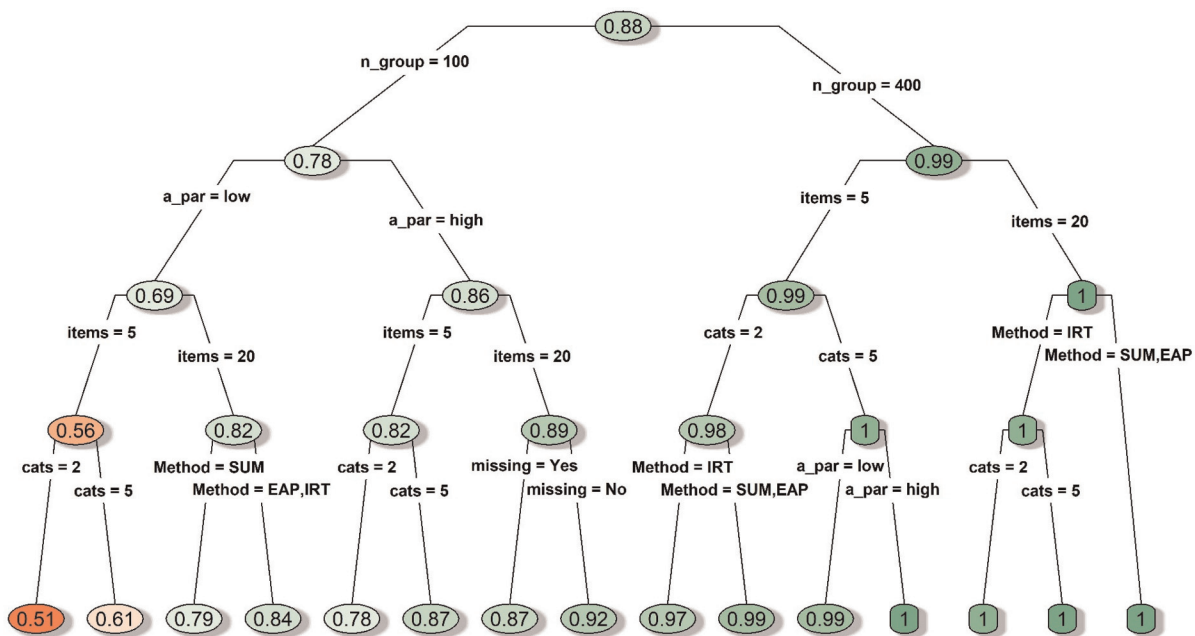 0.88
n_group = 100
n_group = 400
0.78
0.99
a_par = low
a_par = high
items = 5
items = 20
0.69
0.86
0.99
1
items = 5
items = 20
items = 5
items = 20
cats = 2
cats = 5
Method = IRT
Method = SUM,EAP
0.56
0.82
0.82
0.89
0.98
1
1
cats = 2
cats = 5
Method = SUM
Method = EAP,IRT
cats = 2
cats = 5
missing = Yes
missing = No
Method = IRT
Method = SUM,EAP
a_par = low
a_par = high
cats = 2
cats = 5
0.51
0.61
0.79
0.84
0.78
0.87
0.87
0.92
0.97
0.99
0.99
1
1
1
1